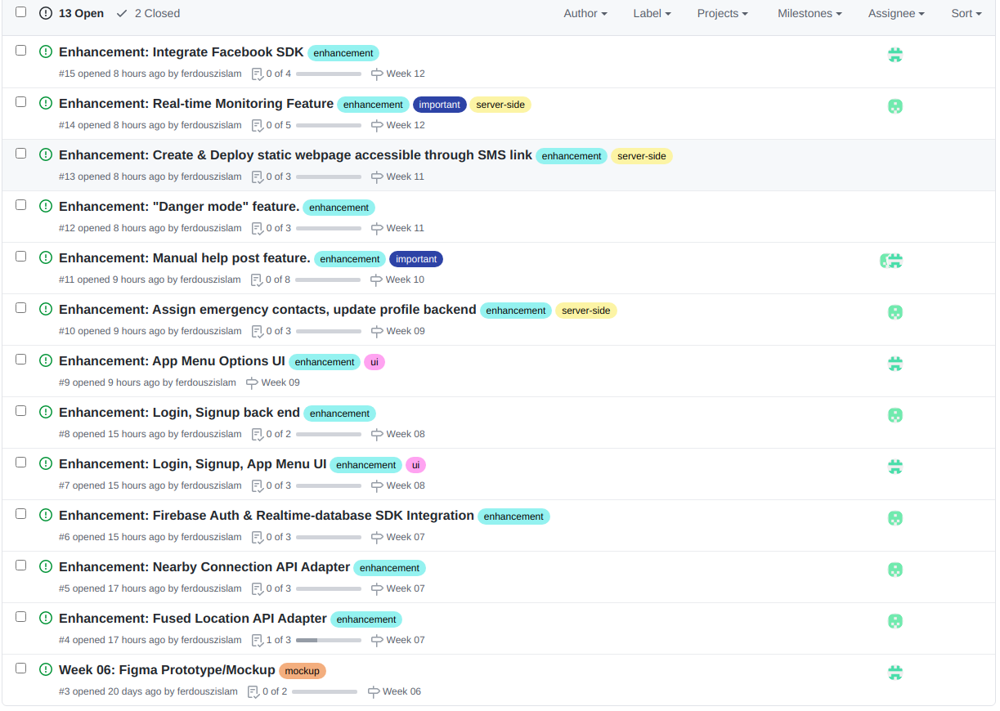 13 Open 2 Closed Author Label Projects Milestones Assignee Sort
Enhancement: Integrate Facebook SDK enhancement
#15 opened 8 hours ago by ferdouszislam 0 of 4 Week 12
Enhancement: Real-time Monitoring Feature enhancement important server-side
#14 opened 8 hours ago by ferdouszislam 0 of 5 Week 12
Enhancement: Create & Deploy static webpage accessible through SMS link enhancement server-side
#13 opened 8 hours ago by ferdouszislam 0 of 3 Week 11
Enhancement: "Danger mode" feature. enhancement
#12 opened 8 hours ago by ferdouszislam 0 of 3 Week 11
Enhancement: Manual help post feature. enhancement important
#11 opened 9 hours ago by ferdouszislam 0 of 8 Week 10
Enhancement: Assign emergency contacts, update profile backend enhancement server-side
#10 opened 9 hours ago by ferdouszislam 0 of 3 Week 09
Enhancement: App Menu Options UI enhancement ui
#9 opened 9 hours ago by ferdouszislam Week 09
Enhancement: Login, Signup back end enhancement
#8 opened 15 hours ago by ferdouszislam 0 of 2 Week 08
Enhancement: Login, Signup, App Menu UI enhancement ui
#7 opened 15 hours ago by ferdouszislam 0 of 3 Week 08
Enhancement: Firebase Auth & Realtime-database SDK Integration enhancement
#6 opened 15 hours ago by ferdouszislam 0 of 3 Week 07
Enhancement: Nearby Connection API Adapter enhancement
#5 opened 17 hours ago by ferdouszislam 0 of 3 Week 07
Enhancement: Fused Location API Adapter enhancement
#4 opened 17 hours ago by ferdouszislam 1 of 3 Week 07
Week 06: Figma Prototype/Mockup mockup
#3 opened 20 days ago by ferdouszislam 0 of 2 Week 06